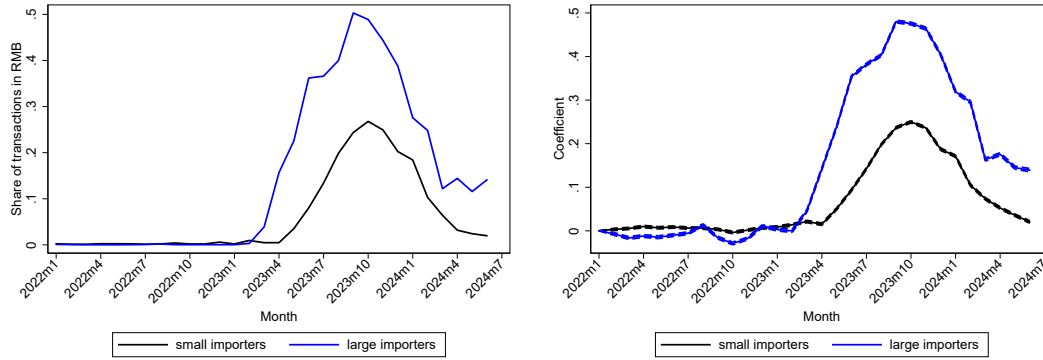 Share of transactions in RMB
.5
.4
.3
.2
.1
0
2022m1
2022m4
2022m7
2022m10
2023m1
2023m4
2023m7
2023m10
2024m1
2024m4
2024m7
Month
small importers
large importers
Coefficient
.5
.4
.3
.2
.1
0
2022m1
2022m4
2022m7
2022m10
2023m1
2023m4
2023m7
2023m10
2024m1
2024m4
2024m7
Month
small importers
large importers